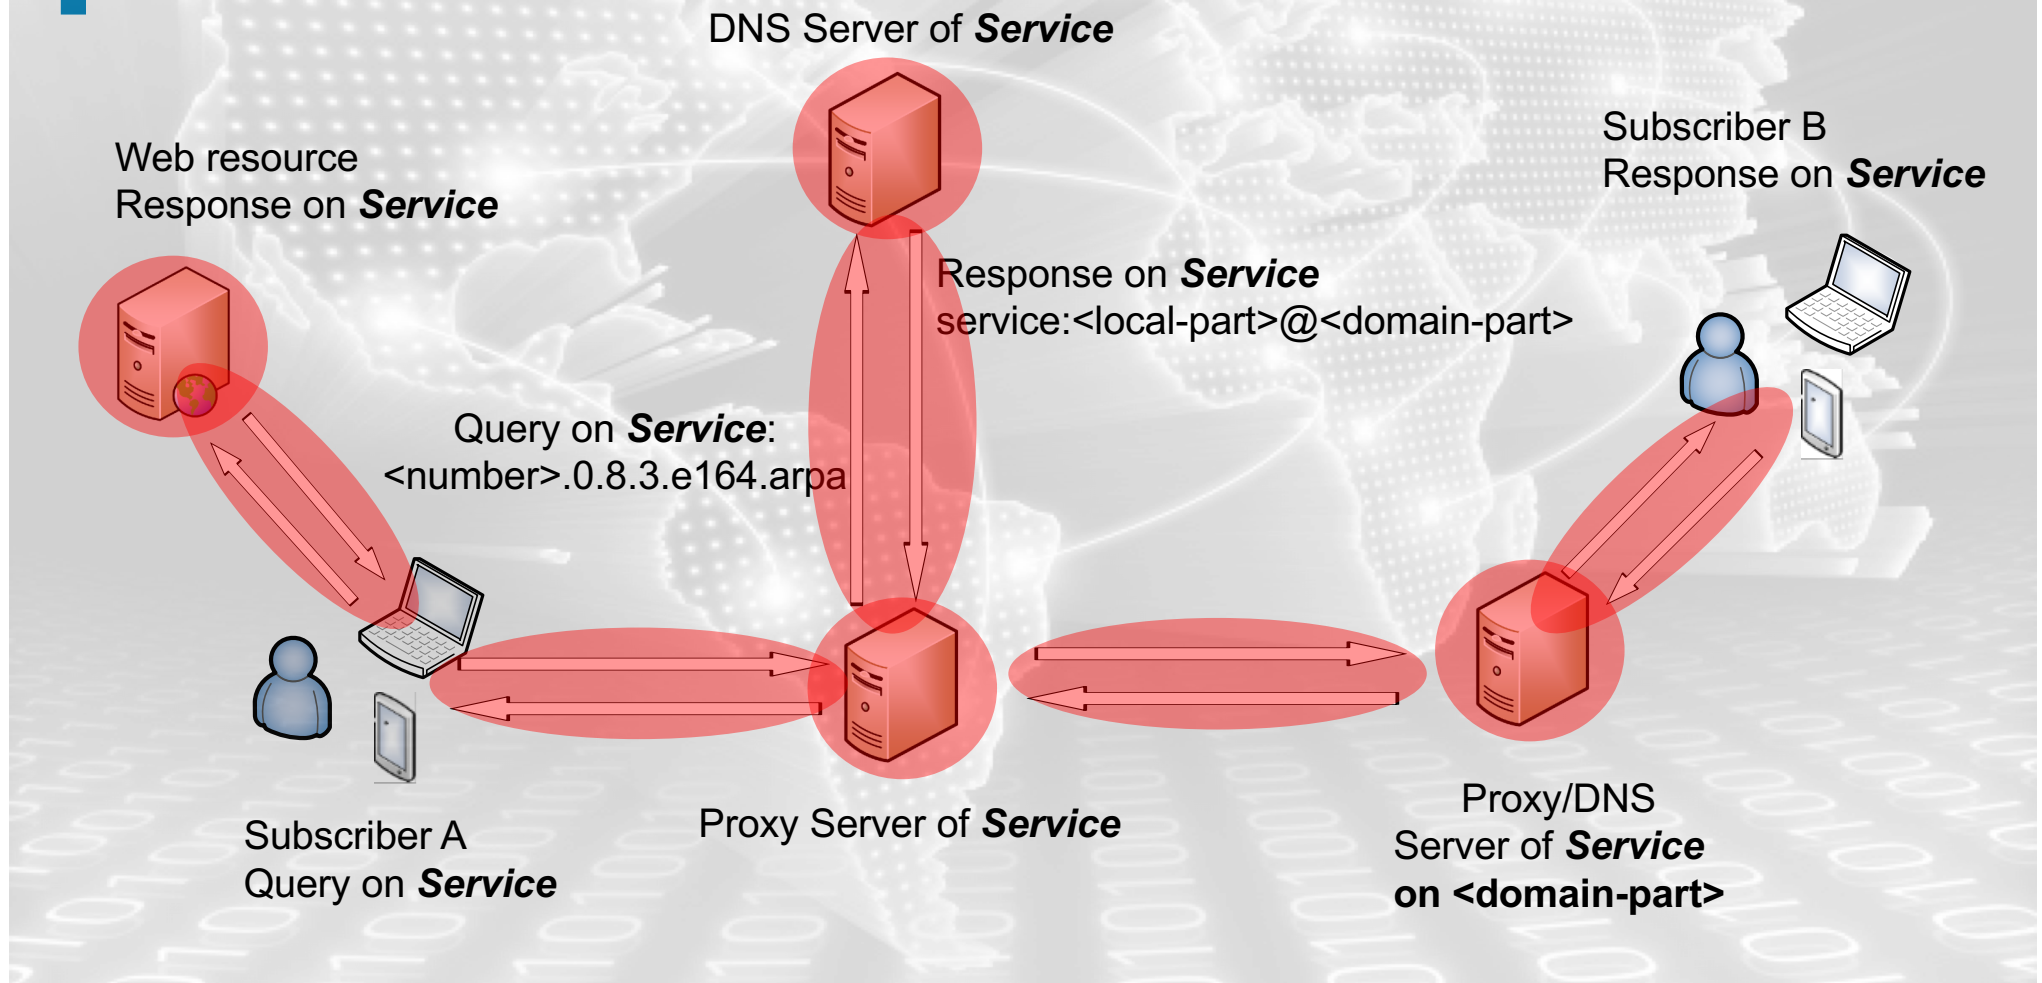 DNS Server of Service
Web resource
Response on Service
Subscriber B
Response on Service
Response on Service
service:<local-part>@<domain-part>
Query on Service:
<number>.0.8.3.e164.arpa
Subscriber A
Query on Service
Proxy Server of Service
Proxy/DNS
Server of Service
on <domain-part>